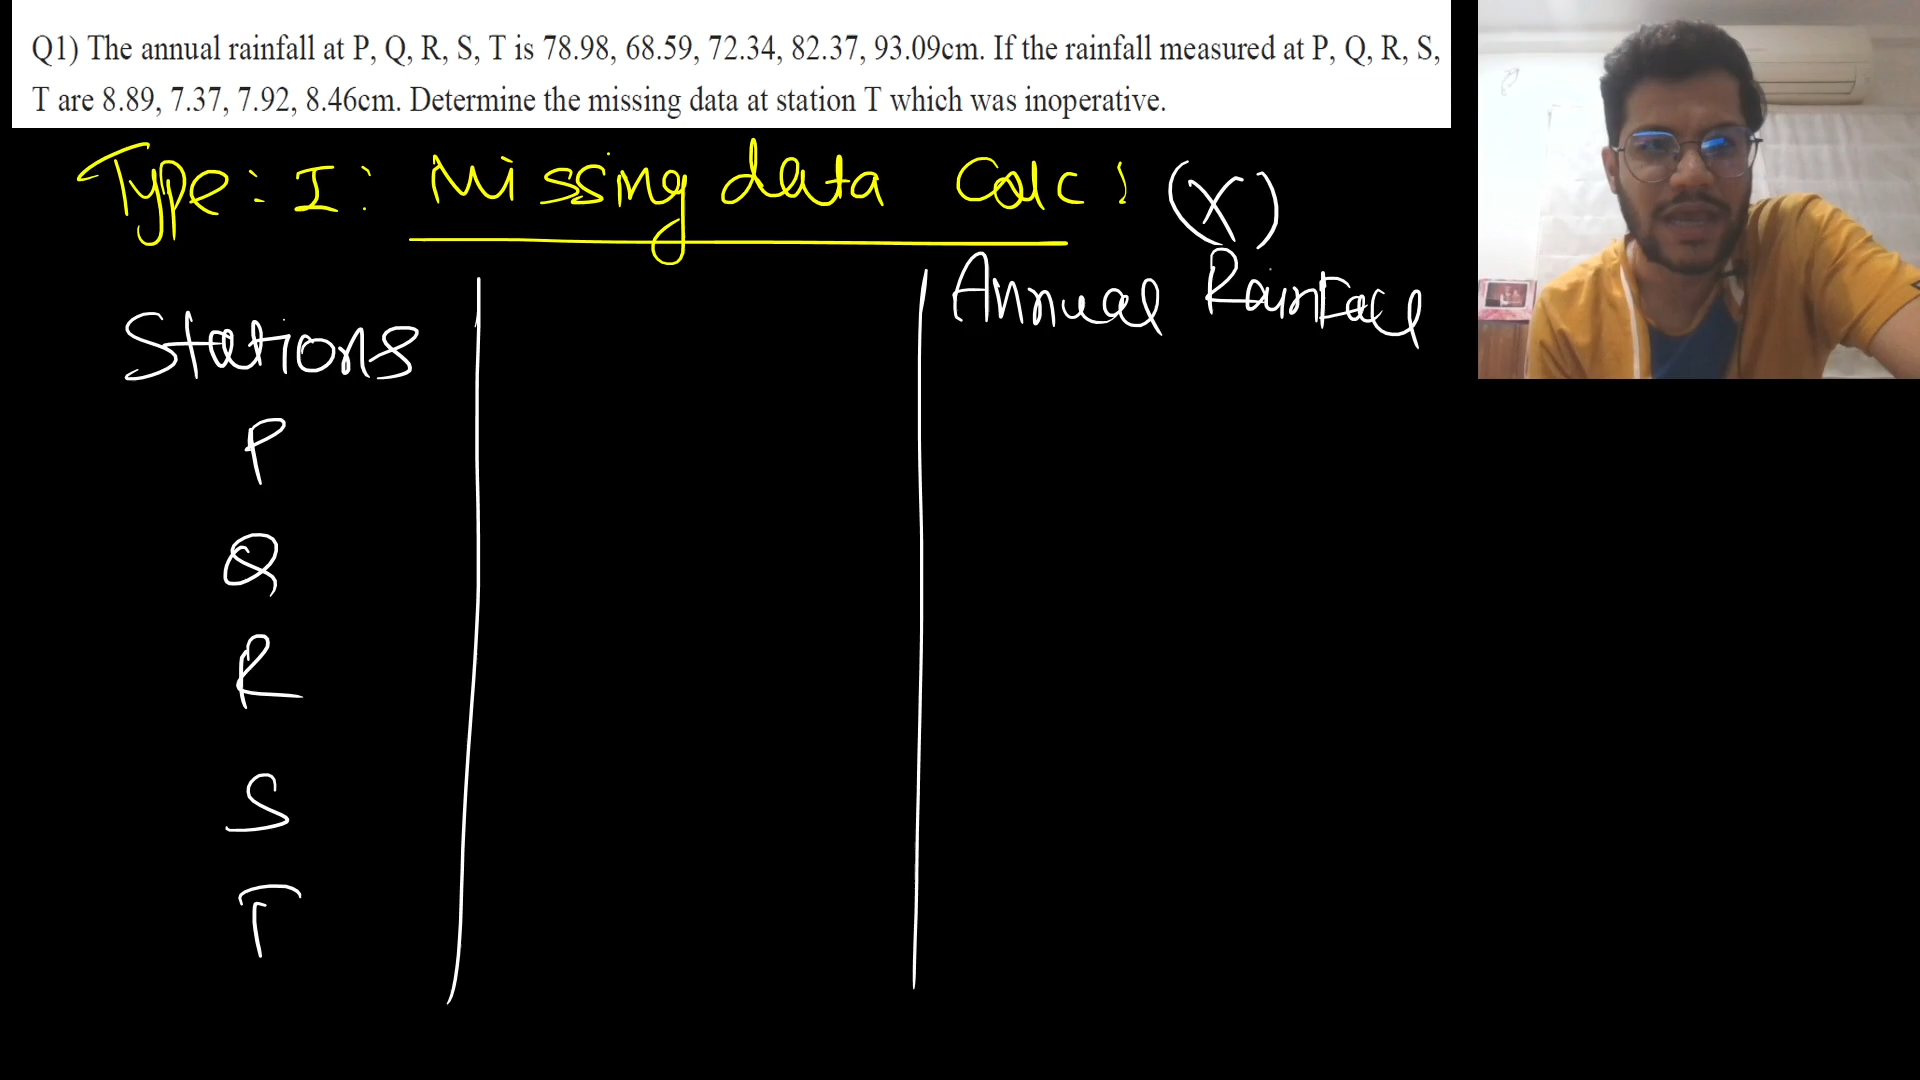 Q1) The annual rainfall at P, Q, R, S, T is 78.98, 68.59, 72.34, 82.37, 93.09cm. If the rainfall measured at P, Q, R, S,
T are 8.89, 7.37, 7.92, 8.46cm. Determine the missing data at station T which was inoperative.
Type: I: Missing data Calc: (X)
Stations
Annual Rainfall
P
Q
R
S
T